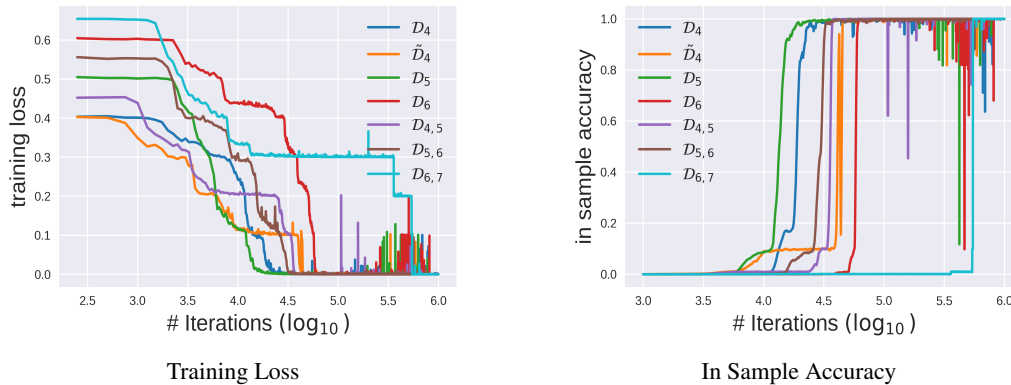 training loss
0.6
0.5
0.4
0.3
0.2
0.1
0.0
2.5 3.0 3.5 4.0 4.5 5.0 5.5 6.0
# Iterations (log₁₀)
𝒟₄
𝒟̃₄
𝒟₅
𝒟₆
𝒟₄,₅
𝒟₅,₆
𝒟₆,₇
Training Loss
in sample accuracy
1.0
0.8
0.6
0.4
0.2
0.0
3.0 3.5 4.0 4.5 5.0 5.5 6.0
# Iterations (log₁₀)
𝒟₄
𝒟̃₄
𝒟₅
𝒟₆
𝒟₄,₅
𝒟₅,₆
𝒟₆,₇
In Sample Accuracy